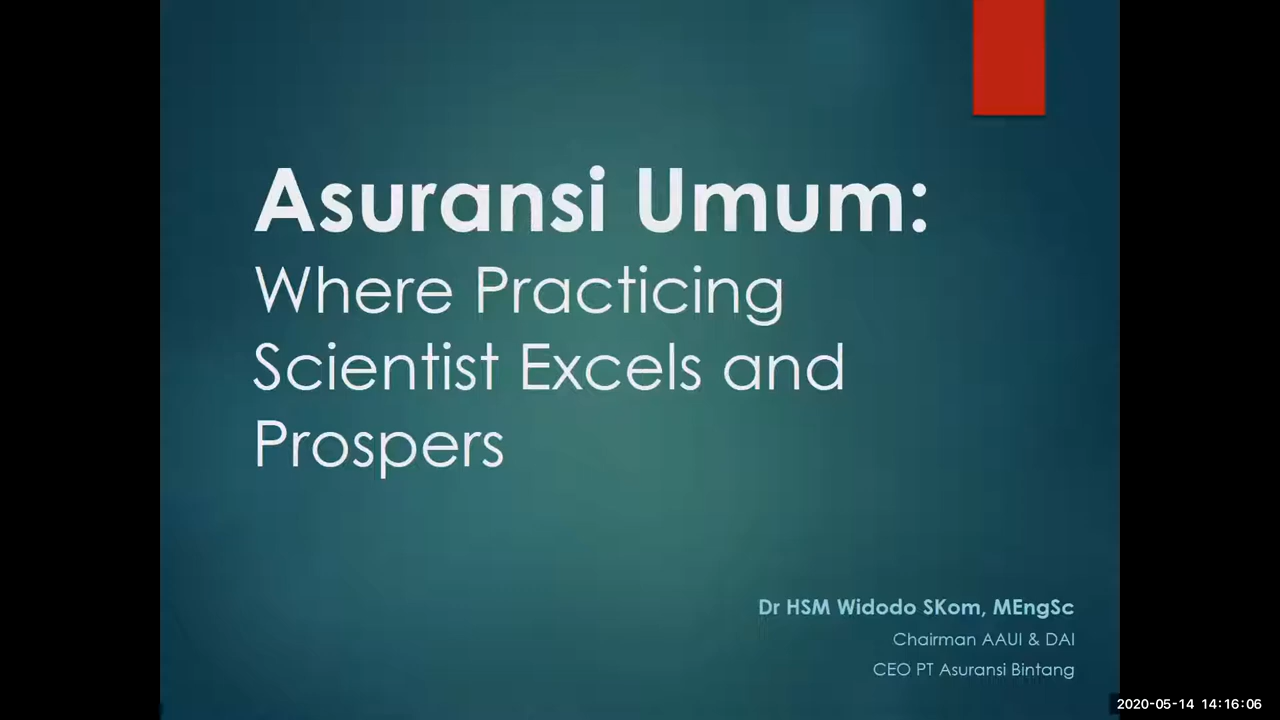 Asuransi Umum:
Where Practicing
Scientist Excels and
Prospers
Dr HSM Widodo SKom, MEngSc
Chairman AAUI & DAI
CEO PT Asuransi Bintang
2020-05-14 14:16:06